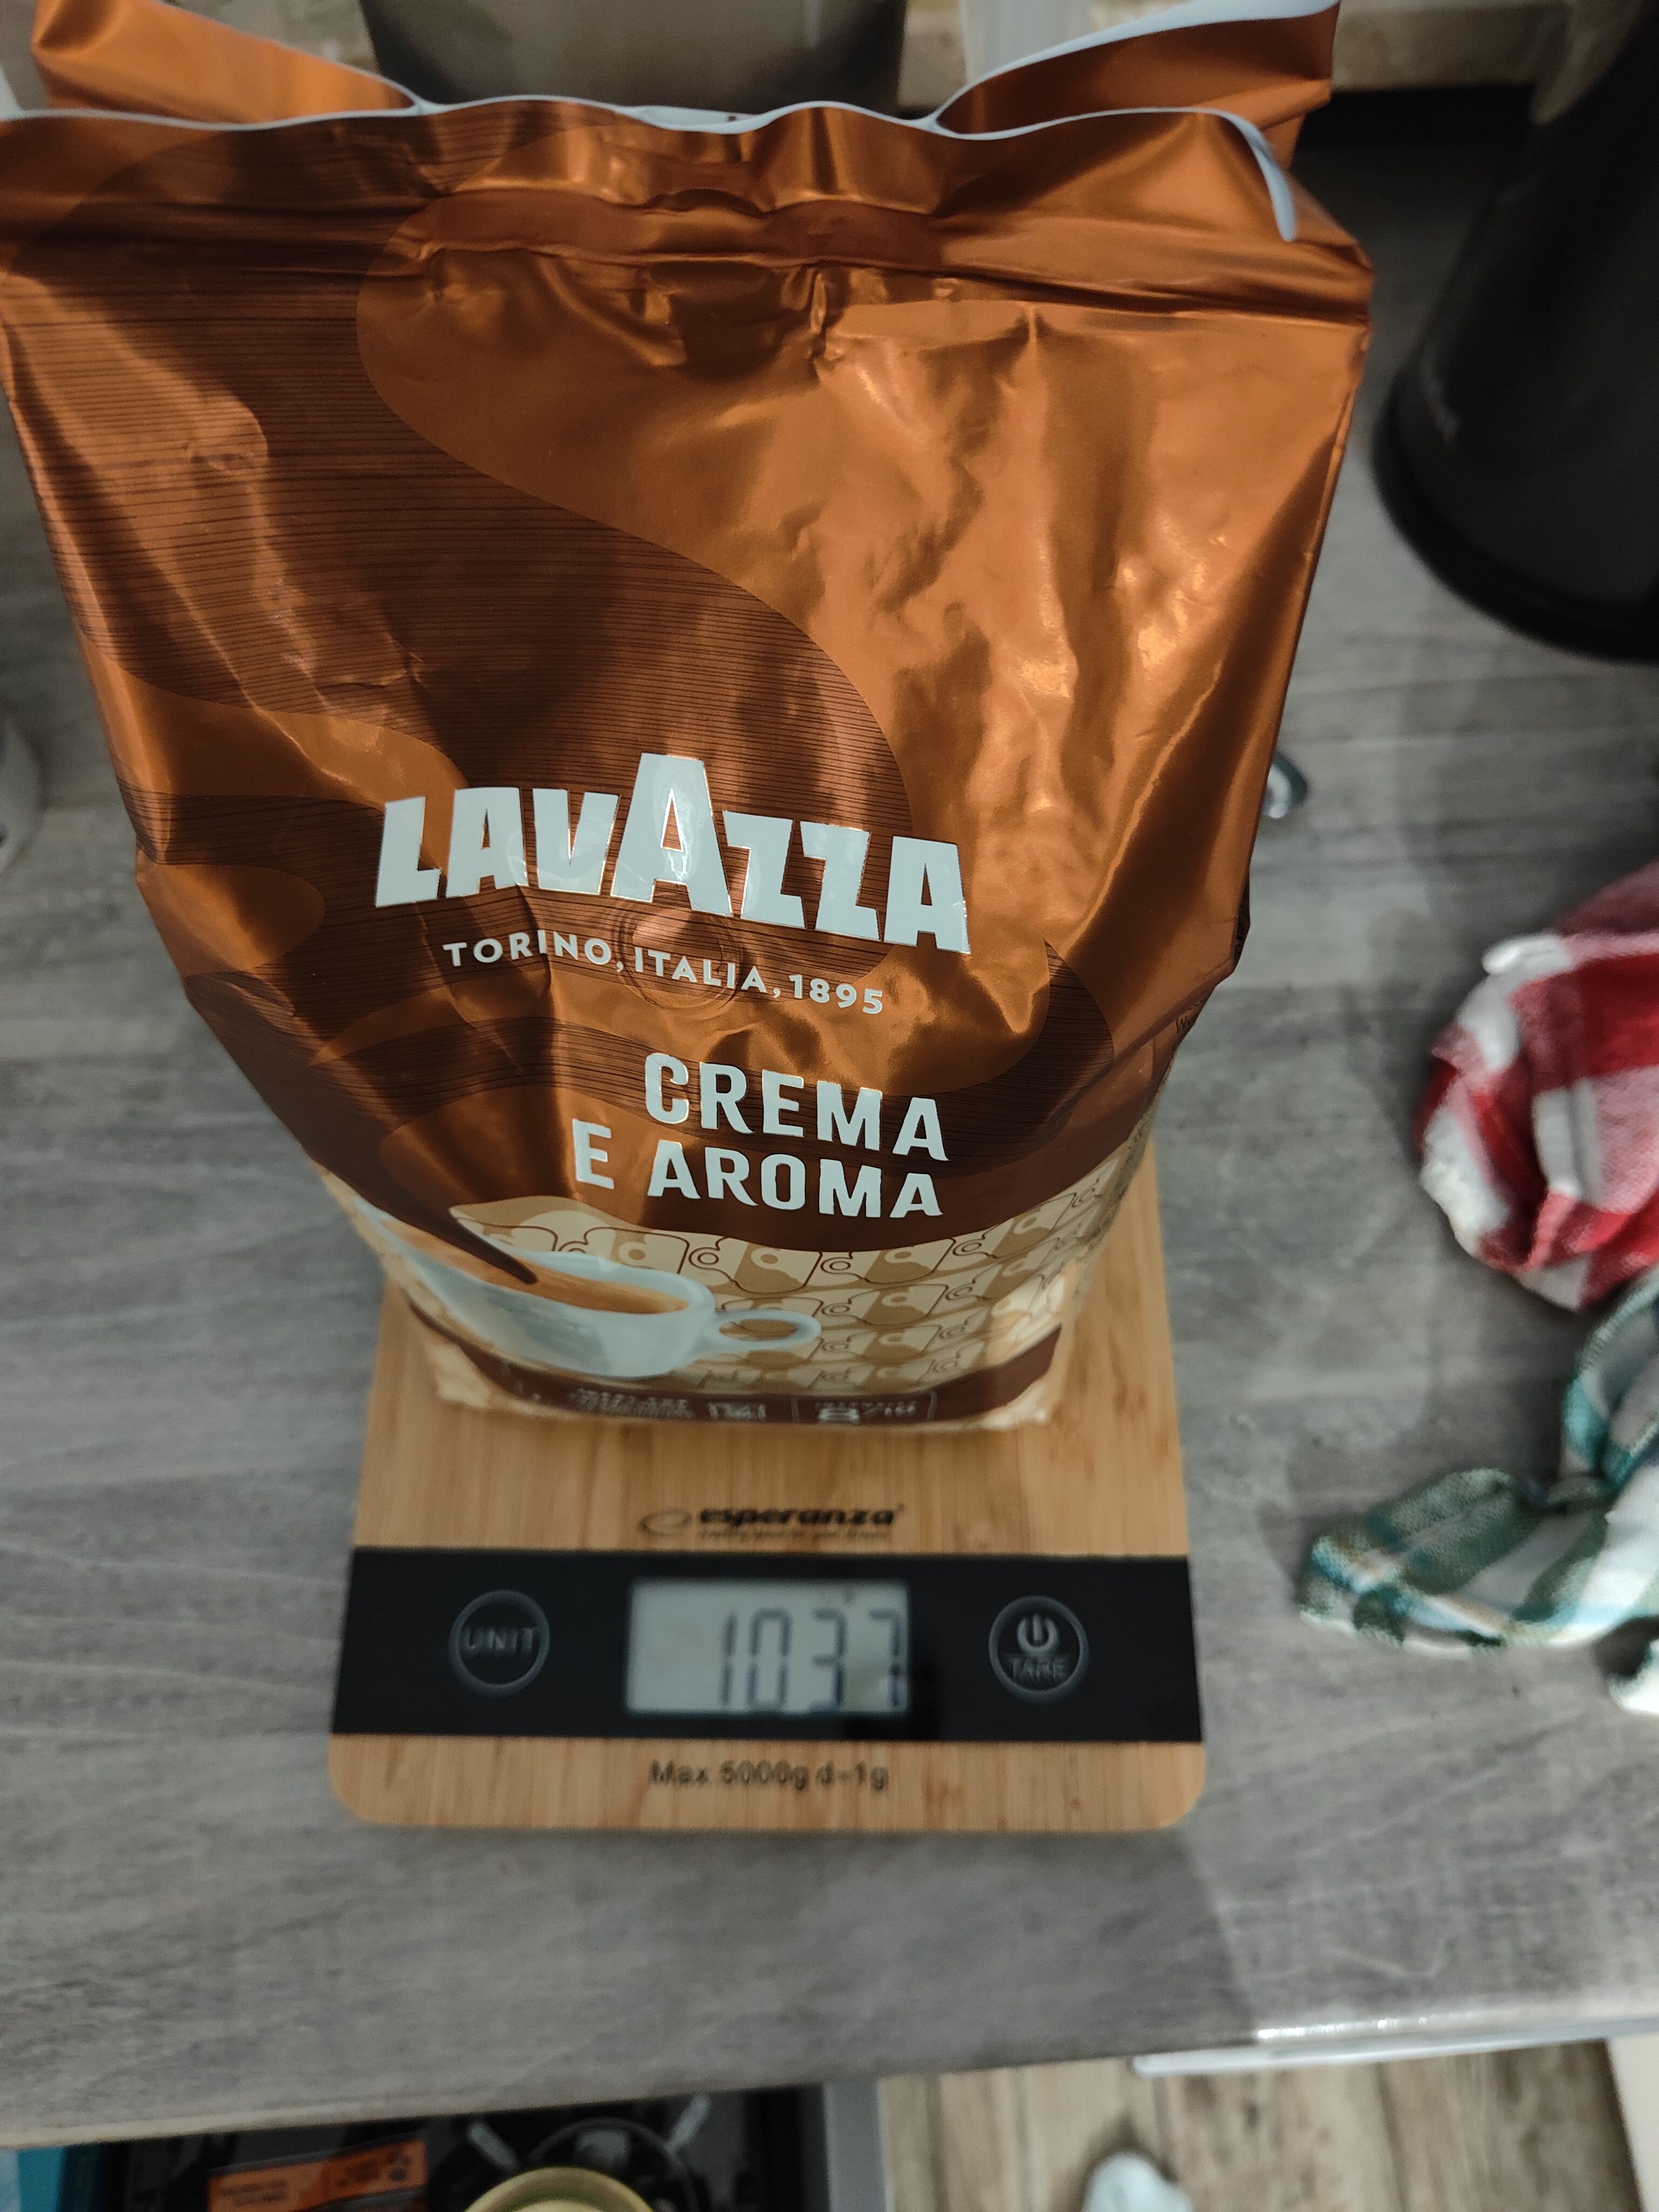 LAVAZZA
TORINO, ITALIA, 1895
CREMA
E AROMA
esperanza
UNIT
1037
TARE
Max 5000g d=1g